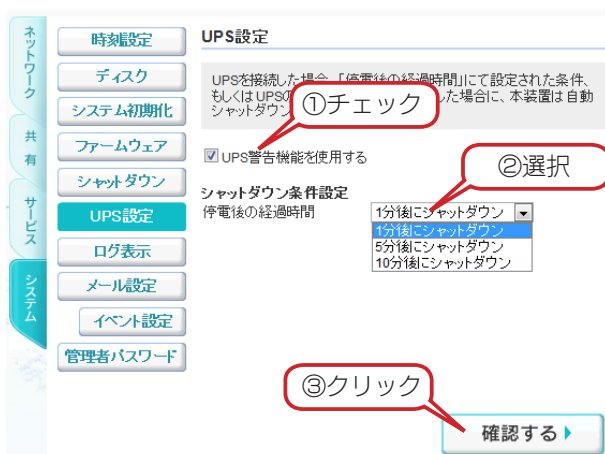 ネットワーク
共有
サービス
システム
時刻設定
ディスク
システム初期化
ファームウェア
シャットダウン
UPS設定
ログ表示
メール設定
イベント設定
管理者パスワード
UPS設定
UPSを接続した場合、「停電後の経過時間」にて設定された条件、
もしくはUPSの した場合に、本装置は自動
シャットダウン
①チェック
UPS警告機能を使用する
②選択
シャットダウン条件設定
停電後の経過時間
1分後にシャットダウン
1分後にシャットダウン
5分後にシャットダウン
10分後にシャットダウン
③クリック
確認する